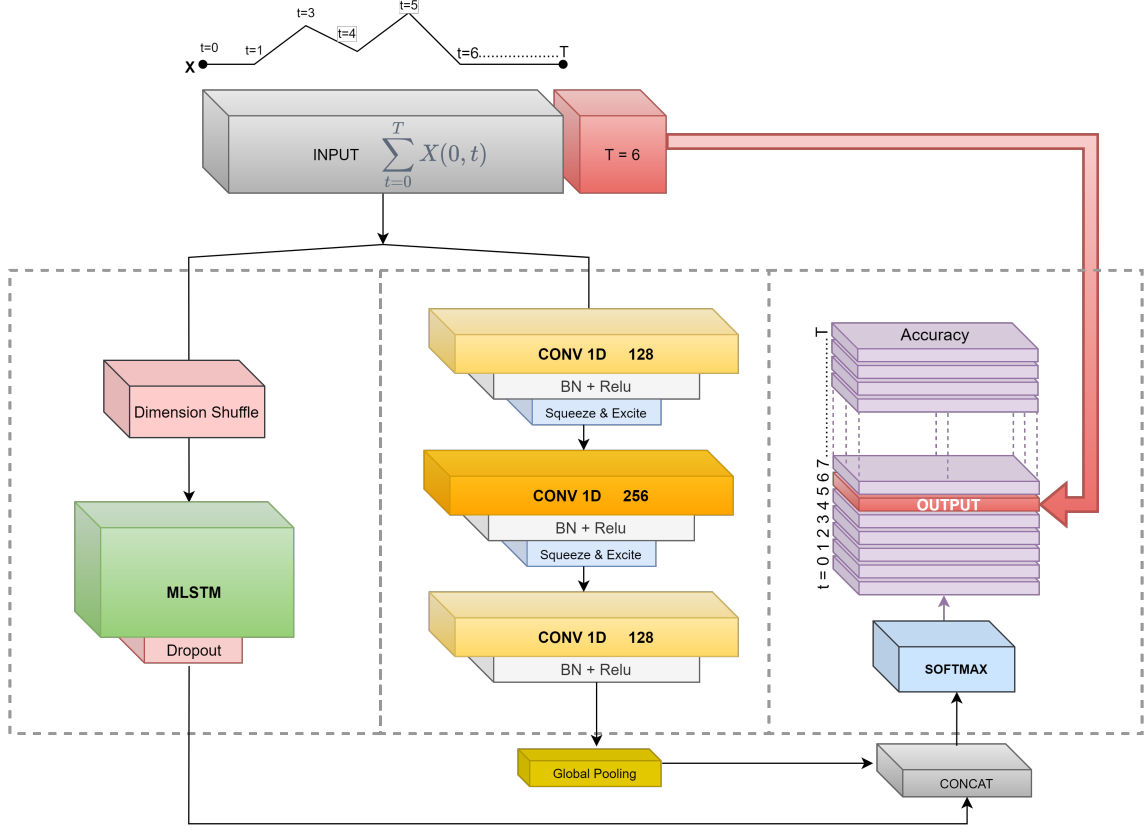 t=3
t=5
t=0
t=1
t=4
t=6...................
T
X
INPUT
\sum_{t=0}^{T} X(0, t)
T = 6
Dimension Shuffle
MLSTM
Dropout
CONV 1D 128
BN + Relu
Squeeze & Excite
CONV 1D 256
BN + Relu
Squeeze & Excite
CONV 1D 128
BN + Relu
Global Pooling
Accuracy
t = 0 1 2 3 4 5 6 7......................T
OUTPUT
SOFTMAX
CONCAT